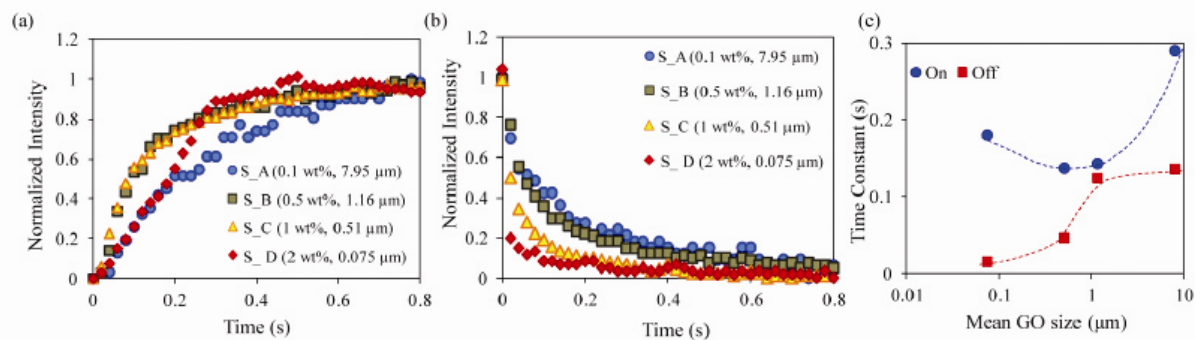 (a)
Normalized Intensity
1.2
1
0.8
0.6
0.4
0.2
0
S_A (0.1 wt%, 7.95 μm)
S_B (0.5 wt%, 1.16 μm)
S_C (1 wt%, 0.51 μm)
S_ D (2 wt%, 0.075 μm)
0 0.2 0.4 0.6 0.8
Time (s)
(b)
Normalized Intensity
1.2
1
0.8
0.6
0.4
0.2
0
S_A (0.1 wt%, 7.95 μm)
S_B (0.5 wt%, 1.16 μm)
S_C (1 wt%, 0.51 μm)
S_D (2 wt%, 0.075 μm)
0 0.2 0.4 0.6 0.8
Time (s)
(c)
Time Constant (s)
0.3
0.2
0.1
0
On Off
0.01 0.1 1 10
Mean GO size (μm)